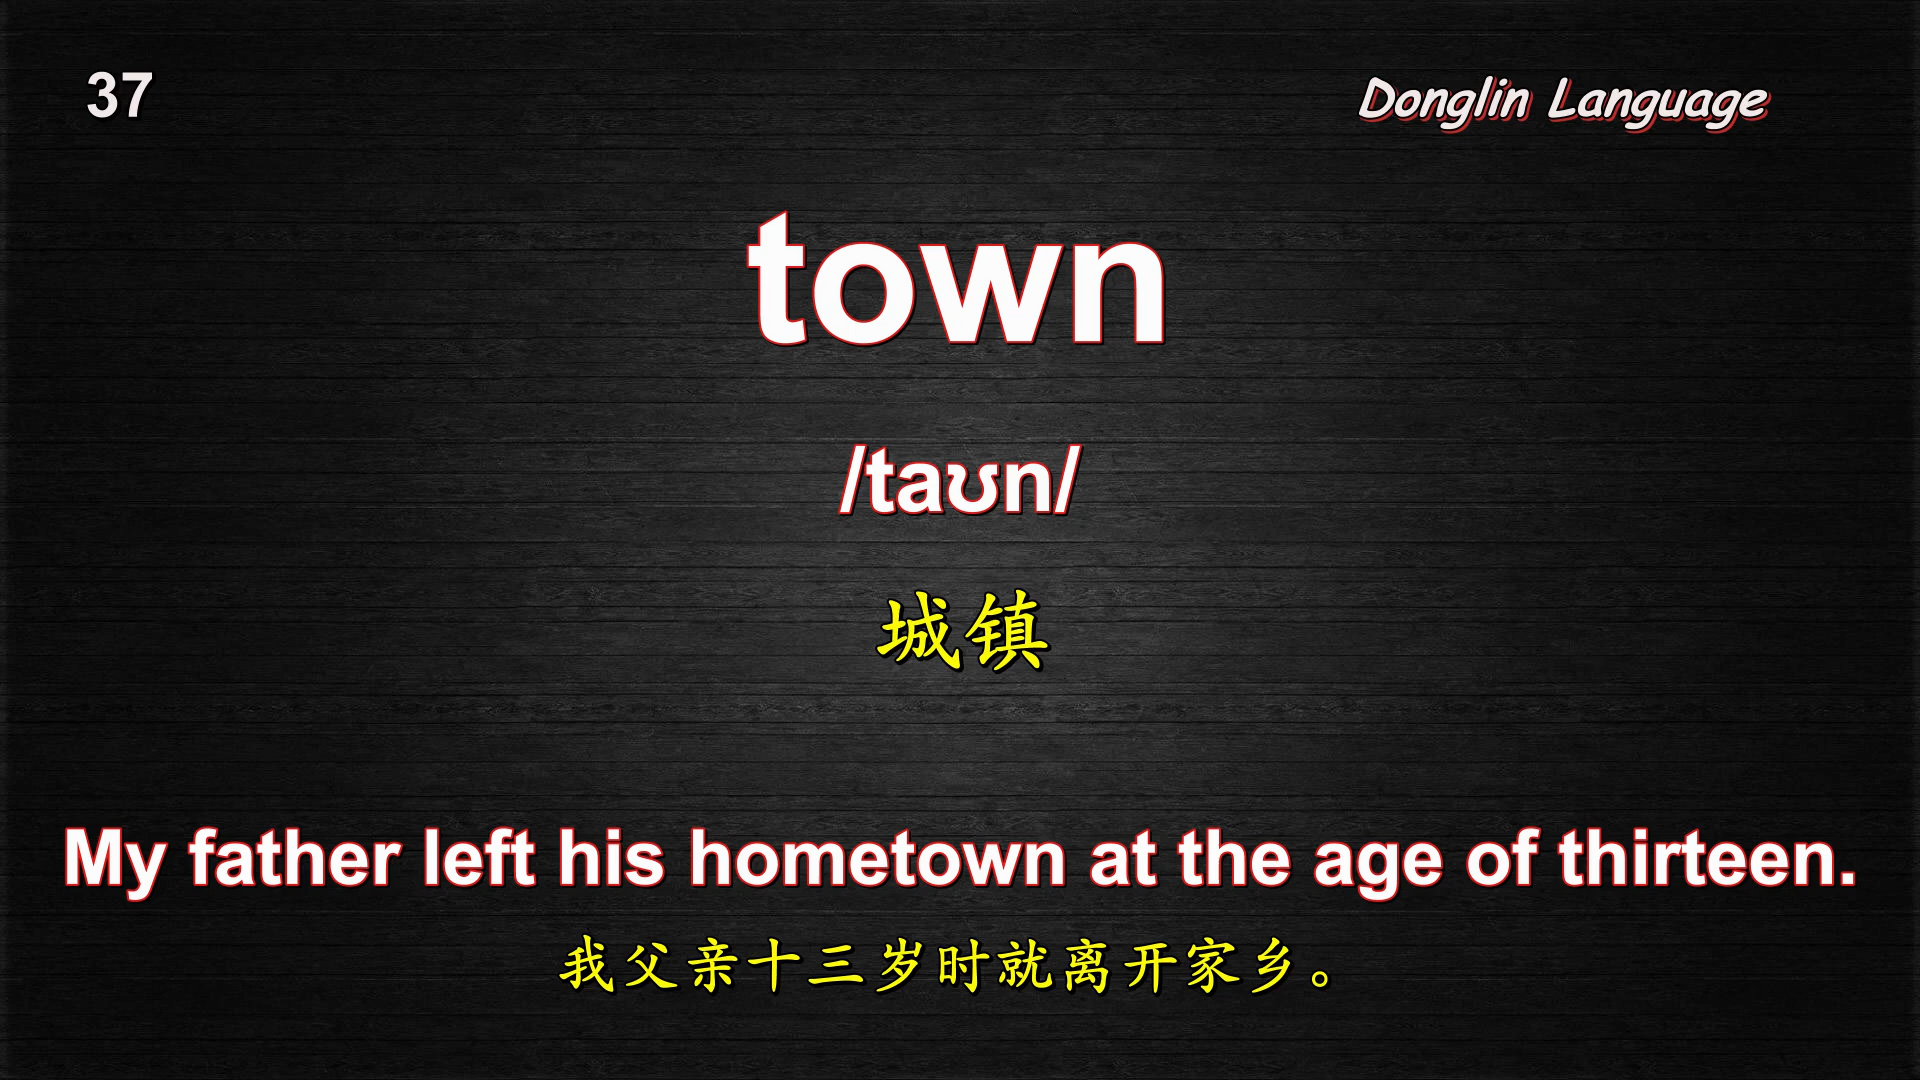 37
Donglin Language
town
/taʊn/
城镇
My father left his hometown at the age of thirteen.
我父亲十三岁时就离开家乡。